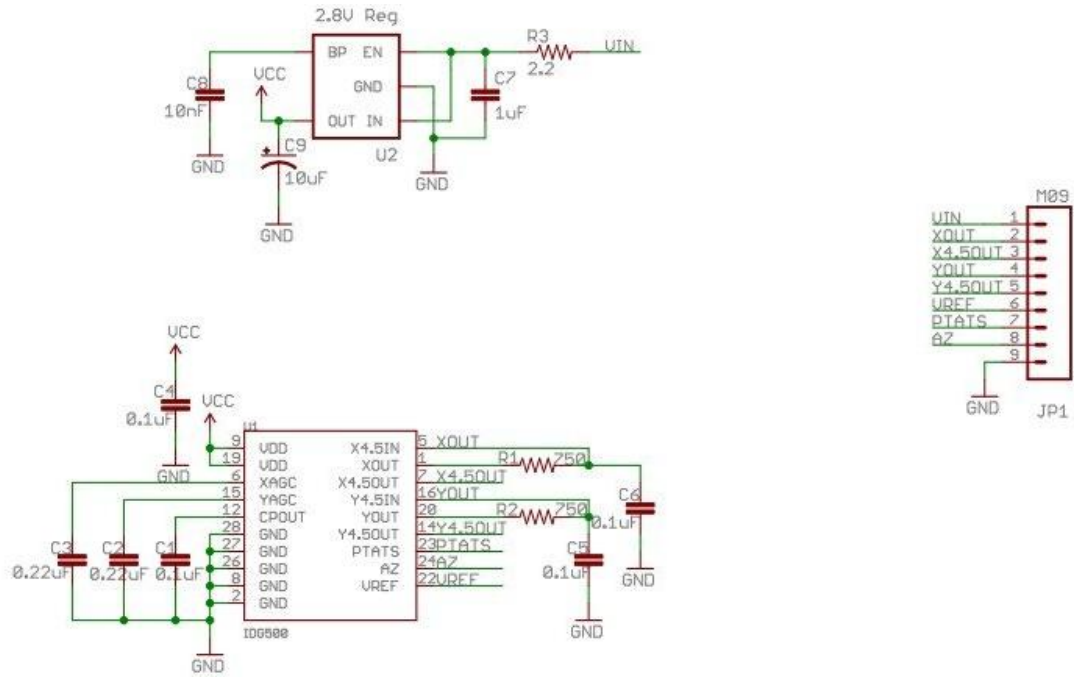 2.8V Reg
BP EN
GND
OUT IN
U2
R3
2.2
VIN
C7
1uF
GND
VCC
C8
10nF
GND
C9
10uF
GND
M09
VIN 1
XOUT 2
X4.5OUT 3
YOUT 4
Y4.5OUT 5
VREF 6
PTATS 7
AZ 8
9
GND
JP1
VCC
C4
0.1uF
GND
VCC
U1
9 VDD X4.5IN 5 XOUT
19 VDD XOUT 1 R1 750
6 XAGC X4.5OUT 7 X4.5OUT
15 YAGC Y4.5IN 16 YOUT
12 CPOUT YOUT 20 R2 750
28 GND Y4.5OUT 14 Y4.5OUT
27 GND PTATS 23 PTATS
26 GND AZ 24 AZ
8 GND VREF 22 VREF
2 GND
IDG500
C3
0.22uF
C2
0.22uF
C1
0.1uF
GND
C6
0.1uF
GND
C5
0.1uF
GND